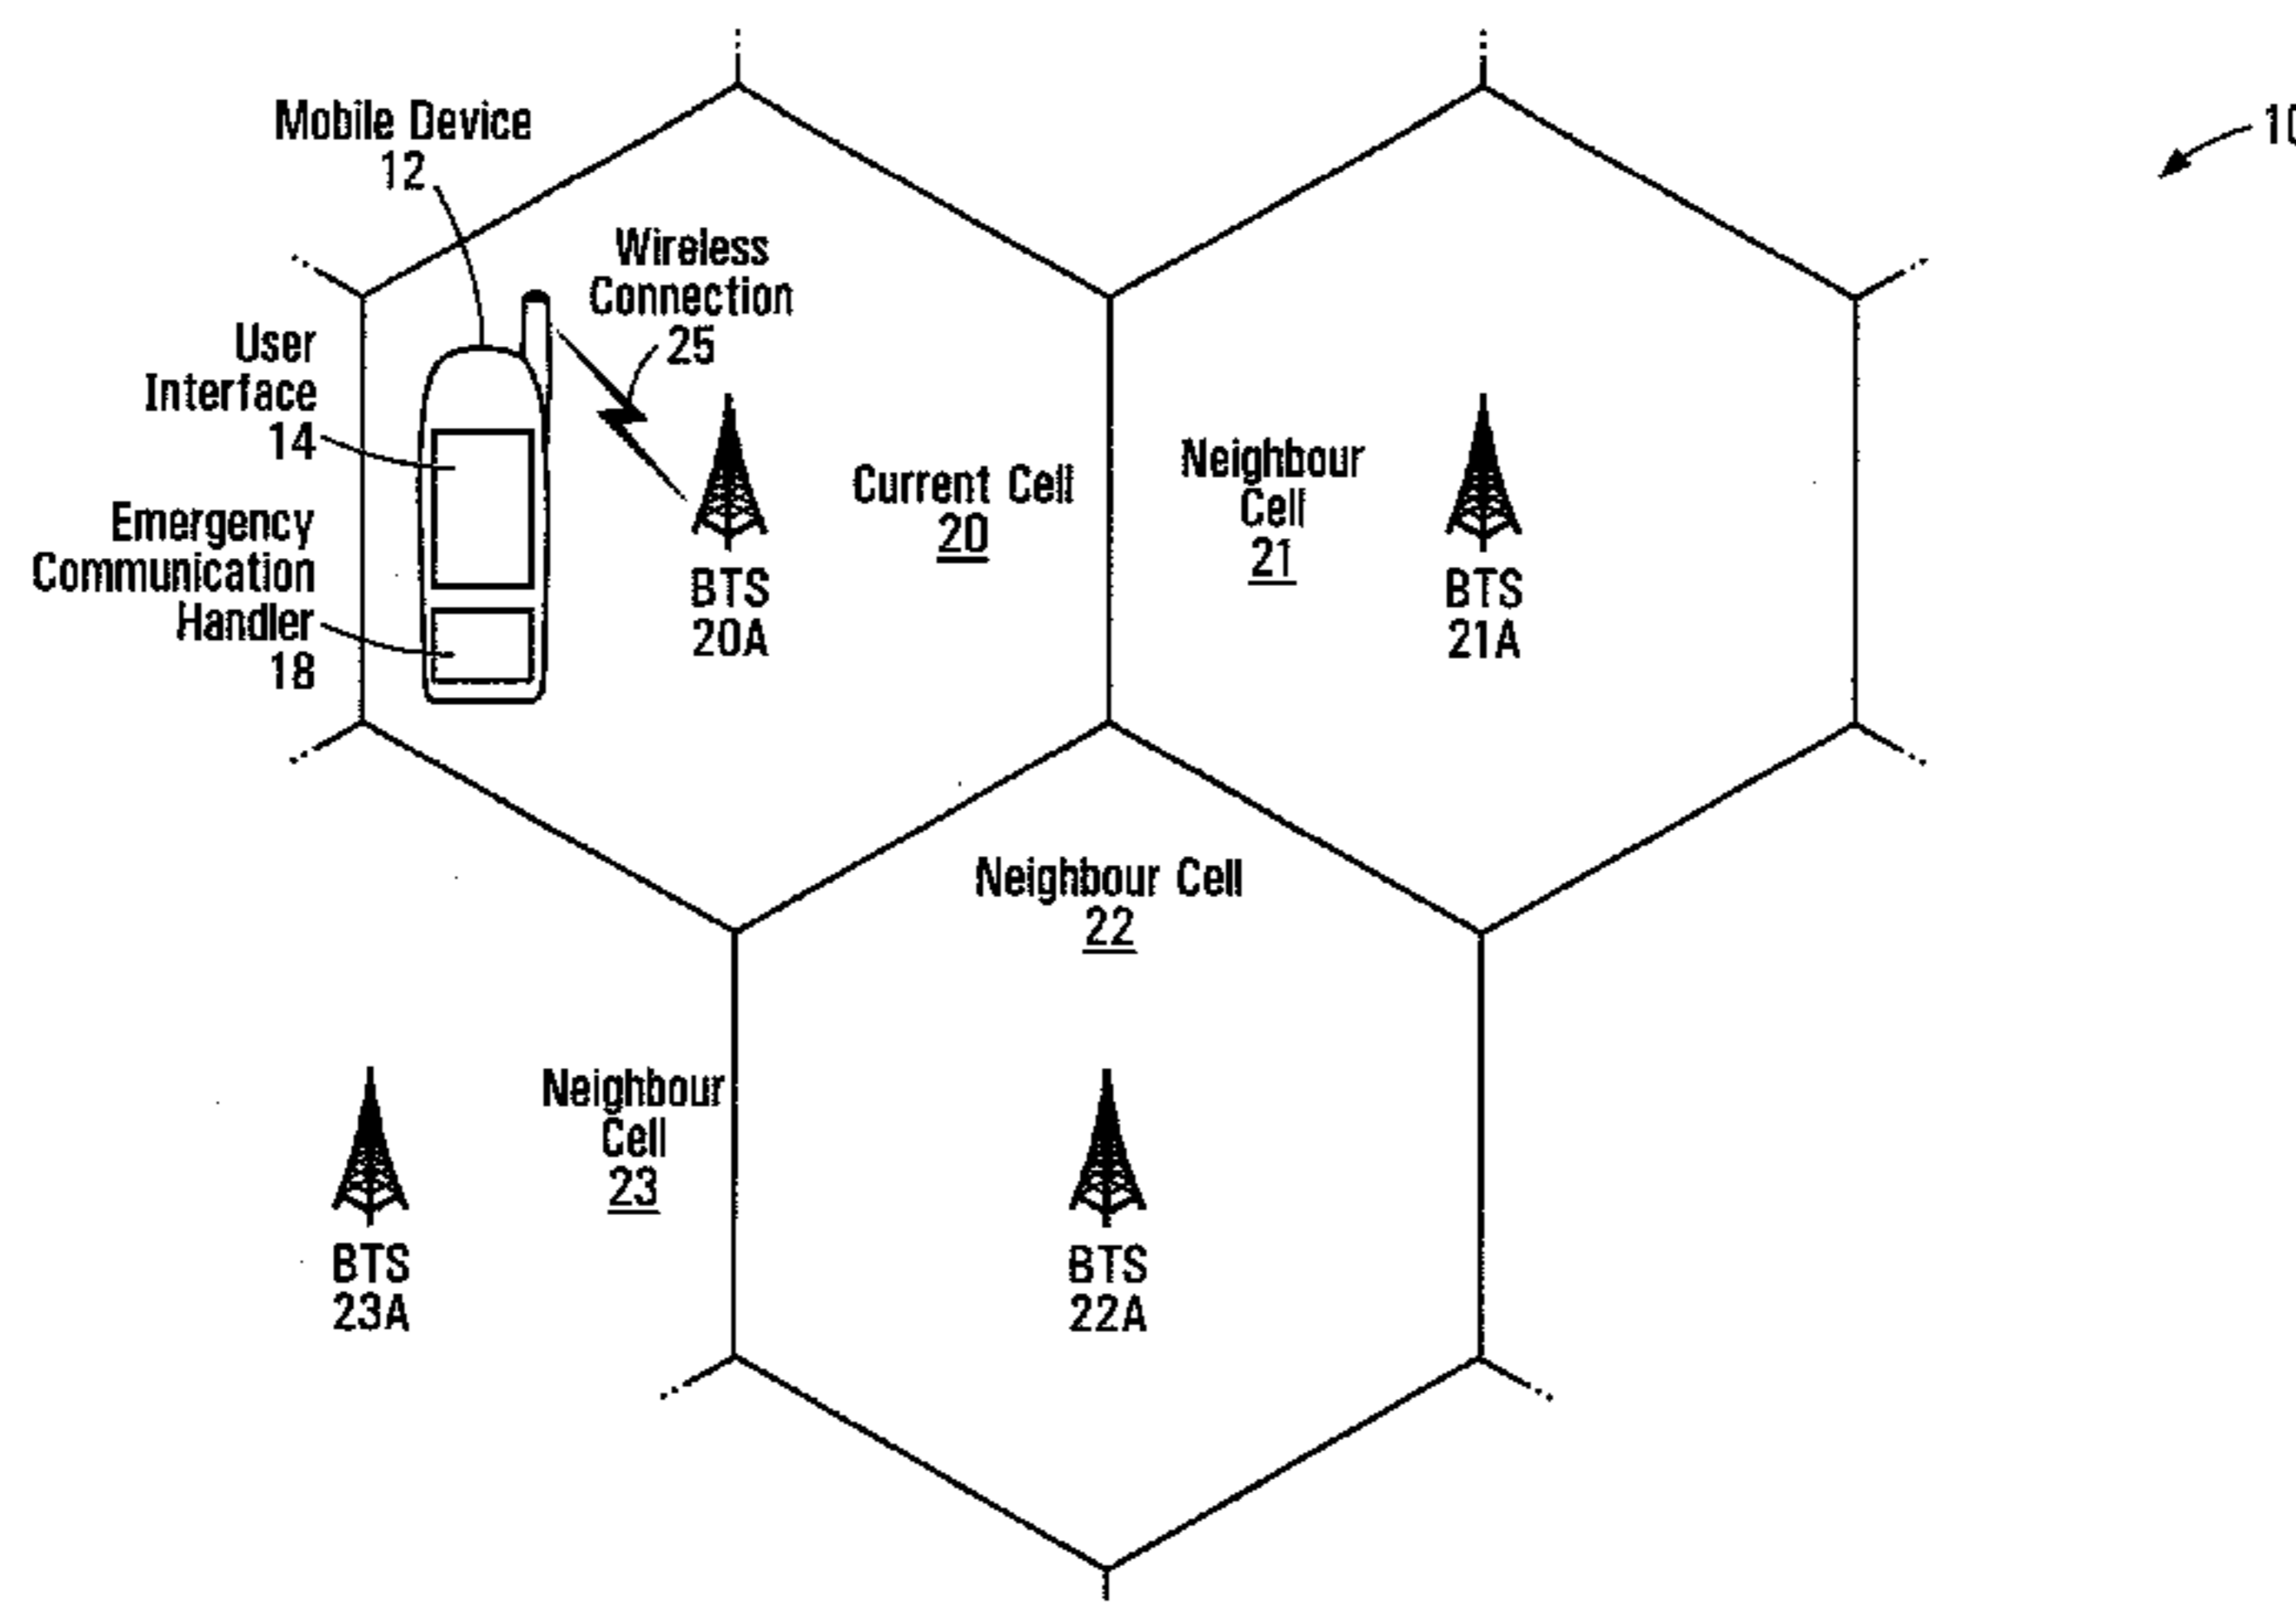 Mobile Device
12
10
Wireless
Connection
25
User
Interface
14
Emergency
Communication
Handler
18
BTS
20A
Current Cell
20
Neighbour
Cell
21
BTS
21A
Neighbour Cell
22
Neighbour
Cell
23
BTS
23A
BTS
22A